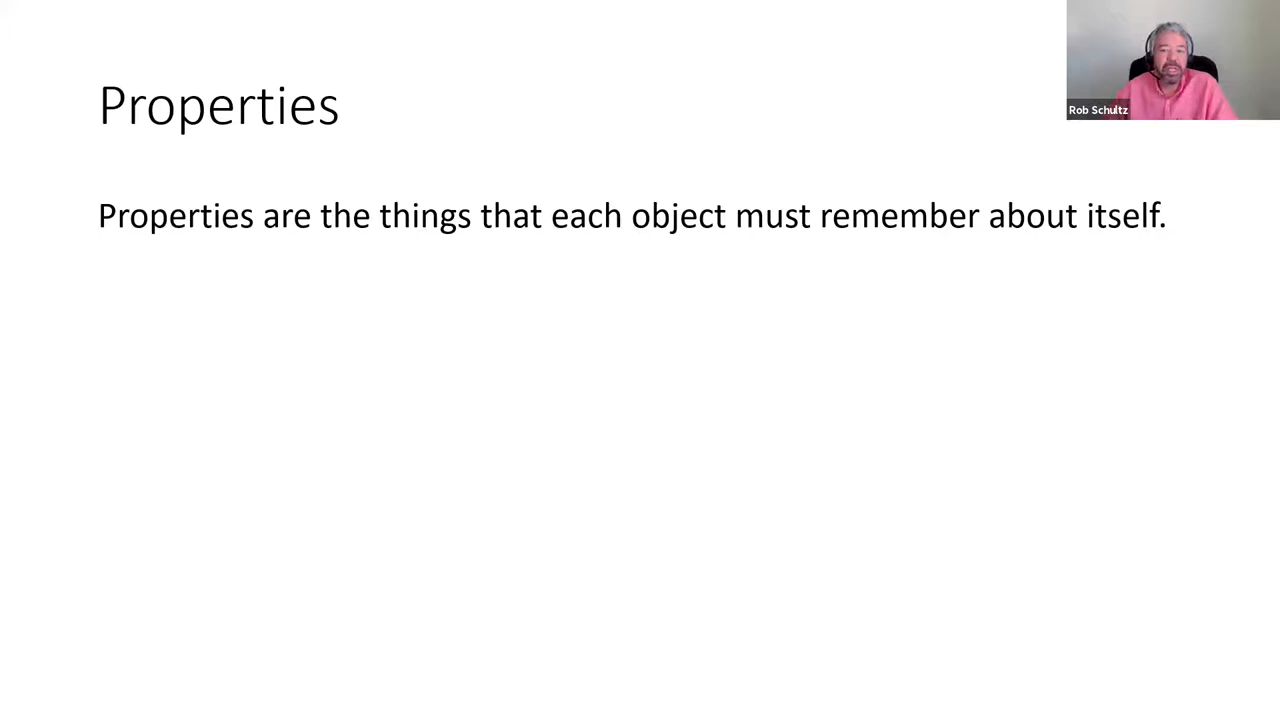 Properties
Rob Schultz
Properties are the things that each object must remember about itself.